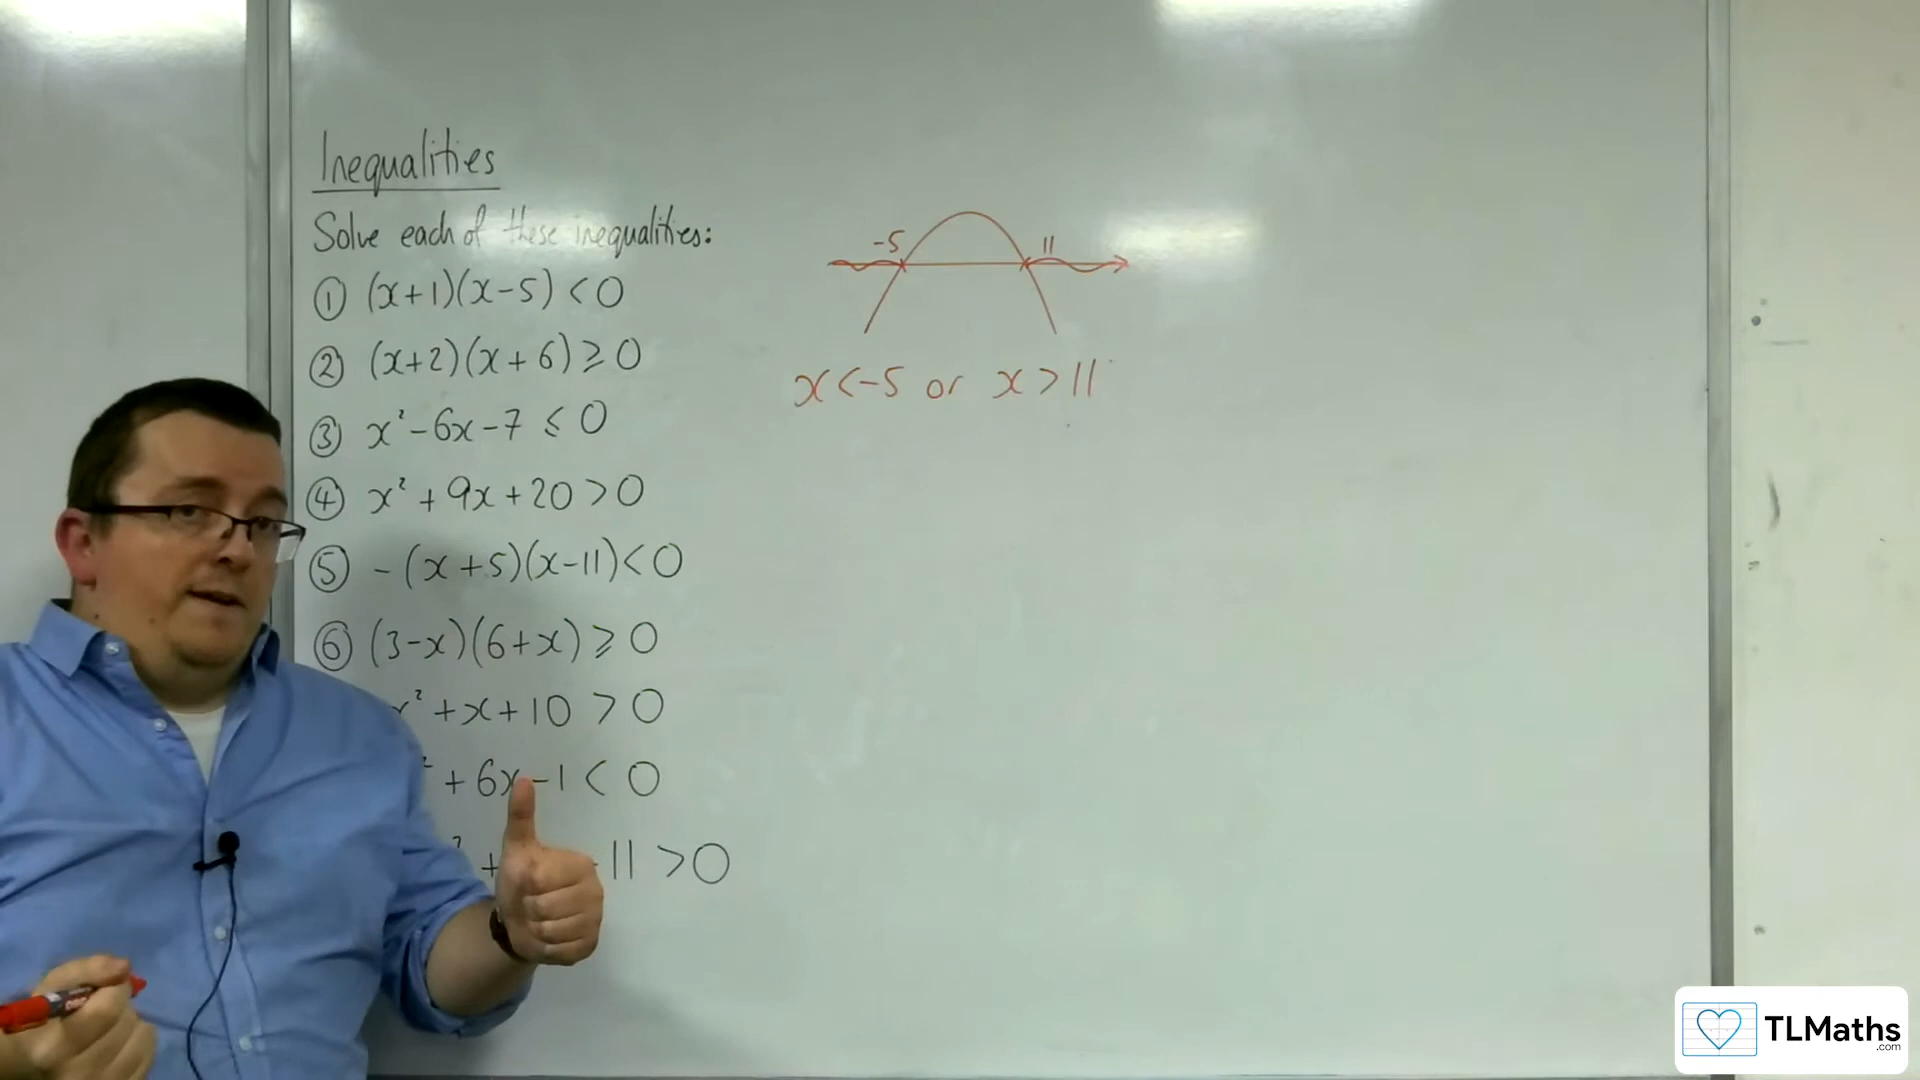 Inequalities
Solve each of these inequalities:
① (x+1)(x-5) < 0
② (x+2)(x+6) ≥ 0
③ x² - 6x - 7 ≤ 0
④ x² + 9x + 20 > 0
⑤ - (x+5)(x-11) < 0
⑥ (3-x)(6+x) ≥ 0
x² + x + 10 > 0
² + 6x - 1 < 0
² + - 11 > 0
-5 11
x < -5 or x > 11
TLMaths
.com